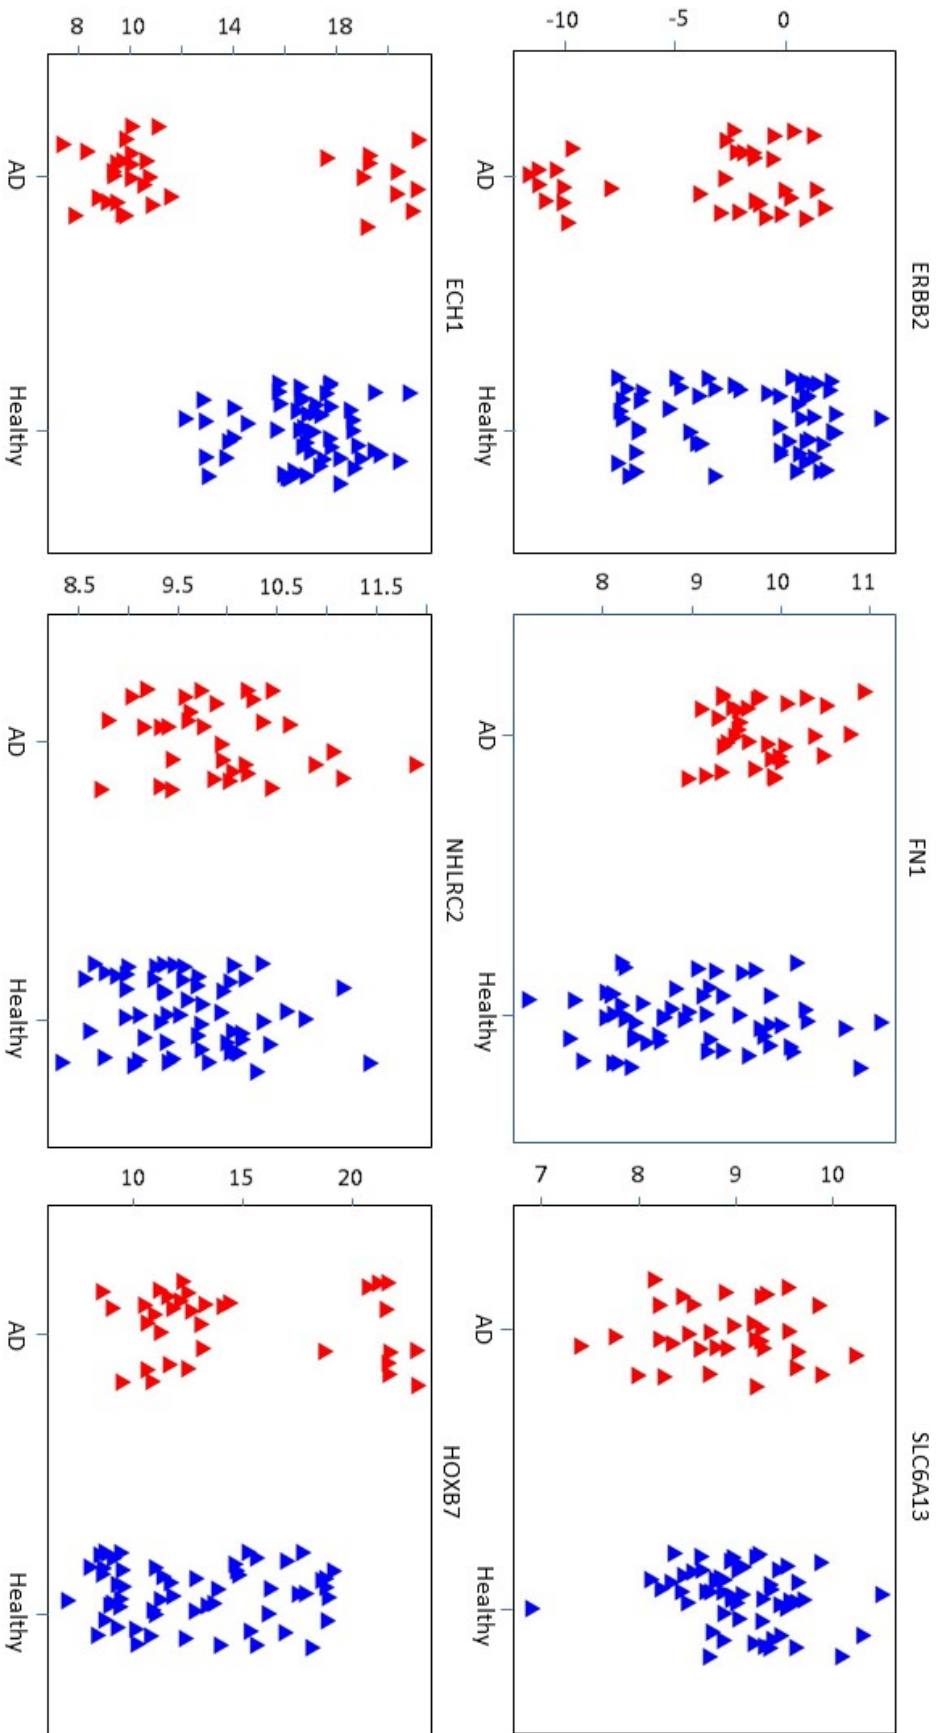 ERBB2
0
-5
-10
AD
Healthy
FN1
11
10
9
8
AD
Healthy
SLC6A13
10
9
8
7
AD
Healthy
ECH1
18
14
10
8
AD
Healthy
NHLRC2
11.5
10.5
9.5
8.5
AD
Healthy
HOXB7
20
15
10
AD
Healthy